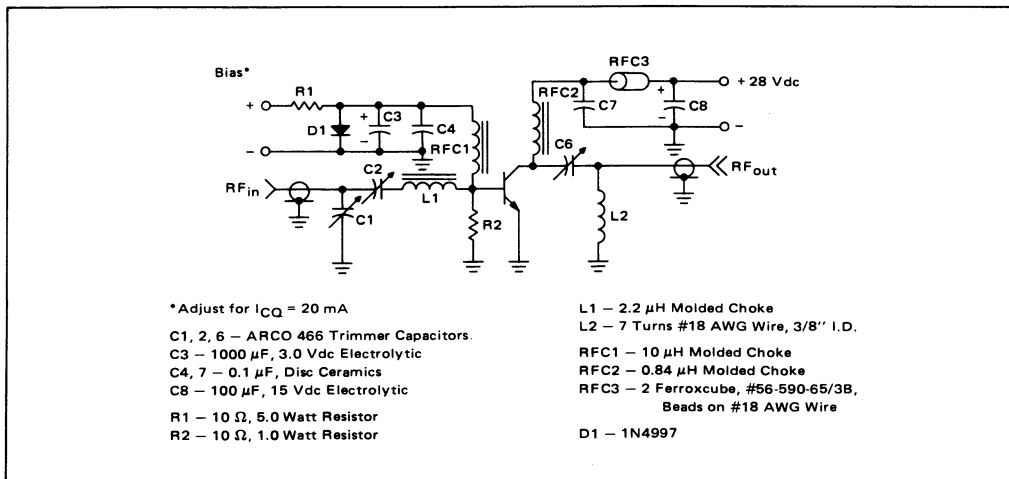 Bias*
RFC3
+ 28 Vdc
R1
RFC2
C7
C8
+
+
+
D1
C3
C4
-
-
-
-
RFC1
C2
C6
RFin
RFout
L1
C1
R2
L2
*Adjust for ICQ = 20 mA
C1, 2, 6 – ARCO 466 Trimmer Capacitors.
C3 – 1000 µF, 3.0 Vdc Electrolytic
C4, 7 – 0.1 µF, Disc Ceramics
C8 – 100 µF, 15 Vdc Electrolytic
R1 – 10 Ω, 5.0 Watt Resistor
R2 – 10 Ω, 1.0 Watt Resistor
L1 – 2.2 µH Molded Choke
L2 – 7 Turns #18 AWG Wire, 3/8'' I.D.
RFC1 – 10 µH Molded Choke
RFC2 – 0.84 µH Molded Choke
RFC3 – 2 Ferroxcube, #56-590-65/3B,
Beads on #18 AWG Wire
D1 – 1N4997